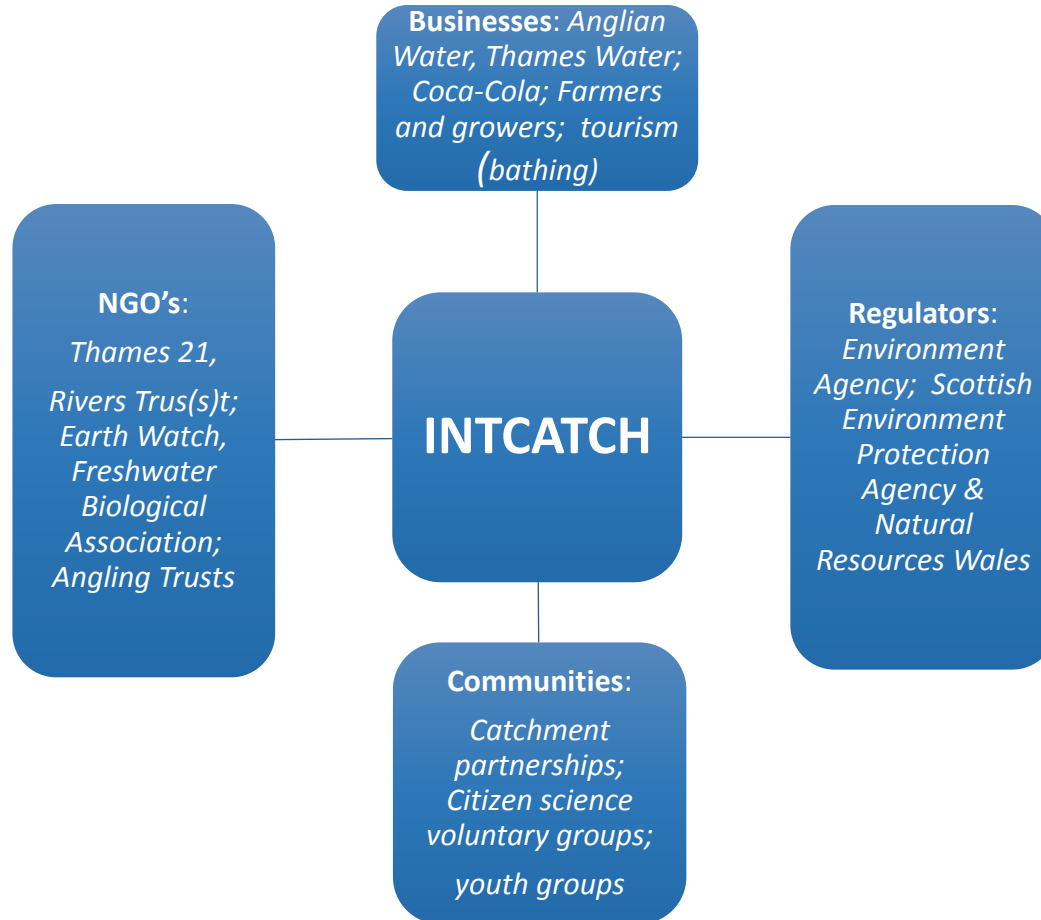 Businesses: Anglian
Water, Thames Water;
Coca-Cola; Farmers
and growers; tourism
(bathing)
NGO’s:
Thames 21,
Rivers Trus(s)t;
Earth Watch,
Freshwater
Biological
Association;
Angling Trusts
INTCATCH
Regulators:
Environment
Agency; Scottish
Environment
Protection
Agency &
Natural
Resources Wales
Communities:
Catchment
partnerships;
Citizen science
voluntary groups;
youth groups